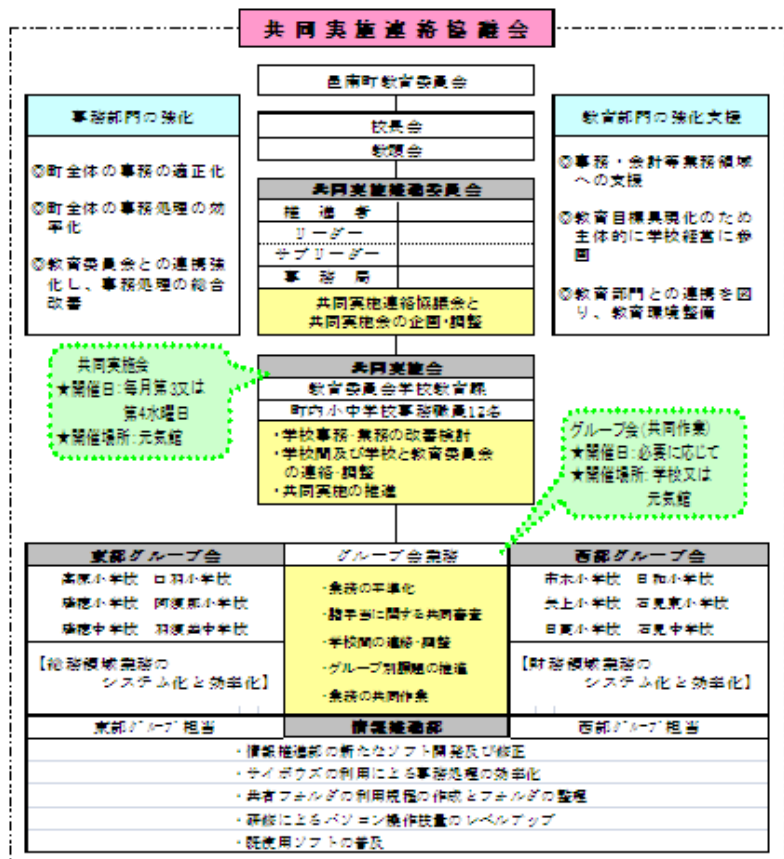 共同実施連絡協議会
邑南町教育委員会
校長会
教頭会
事務部門の強化
◎町全体の事務の適正化
◎町全体の事務処理の効
率化
◎教育委員会との連携強
化し、事務処理の総合
改善
共同実施推進委員会
推進者
リーダー
サブリーダー
事務局
共同実施連絡協議会と
共同実施会の企画・調整
教育部門の強化支援
◎事務・会計等業務領域
への支援
◎教育目標具現化のため
主体的に学校経営に参
画
◎教育部門との連携を図
り、教育環境整備
共同実施会
★開催日:毎月第3又は
第4水曜日
★開催場所:元気館
共同実施会
教育委員会学校教育課
町内小中学校事務職員12名
・学校事務・業務の改善検討
・学校間及び学校と教育委員会
の連絡・調整
・共同実施の推進
グループ会(共同作業)
★開催日:必要に応じて
★開催場所:学校又は
元気館
東部グループ会
高原小学校 口羽小学校
瑞穂小学校 阿須那小学校
瑞穂中学校 羽須美中学校
【総務領域業務の
システム化と効率化】
グループ会業務
・業務の平準化
・諸手当に関する共同審査
・学校間の連絡・調整
・グループ別課題の推進
・業務の共同作業
西部グループ会
市木小学校 日和小学校
矢上小学校 石見東小学校
日貫小学校 石見中学校
【財務領域業務の
システム化と効率化】
東部グループ担当
情報推進部
西部グループ担当
・情報推進部の新たなソフト開発及び修正
・サイボウズの利用による事務処理の効率化
・共有フォルダの利用規程の作成とフォルダの整理
・研修によるパソコン操作技量のレベルアップ
・既使用ソフトの普及